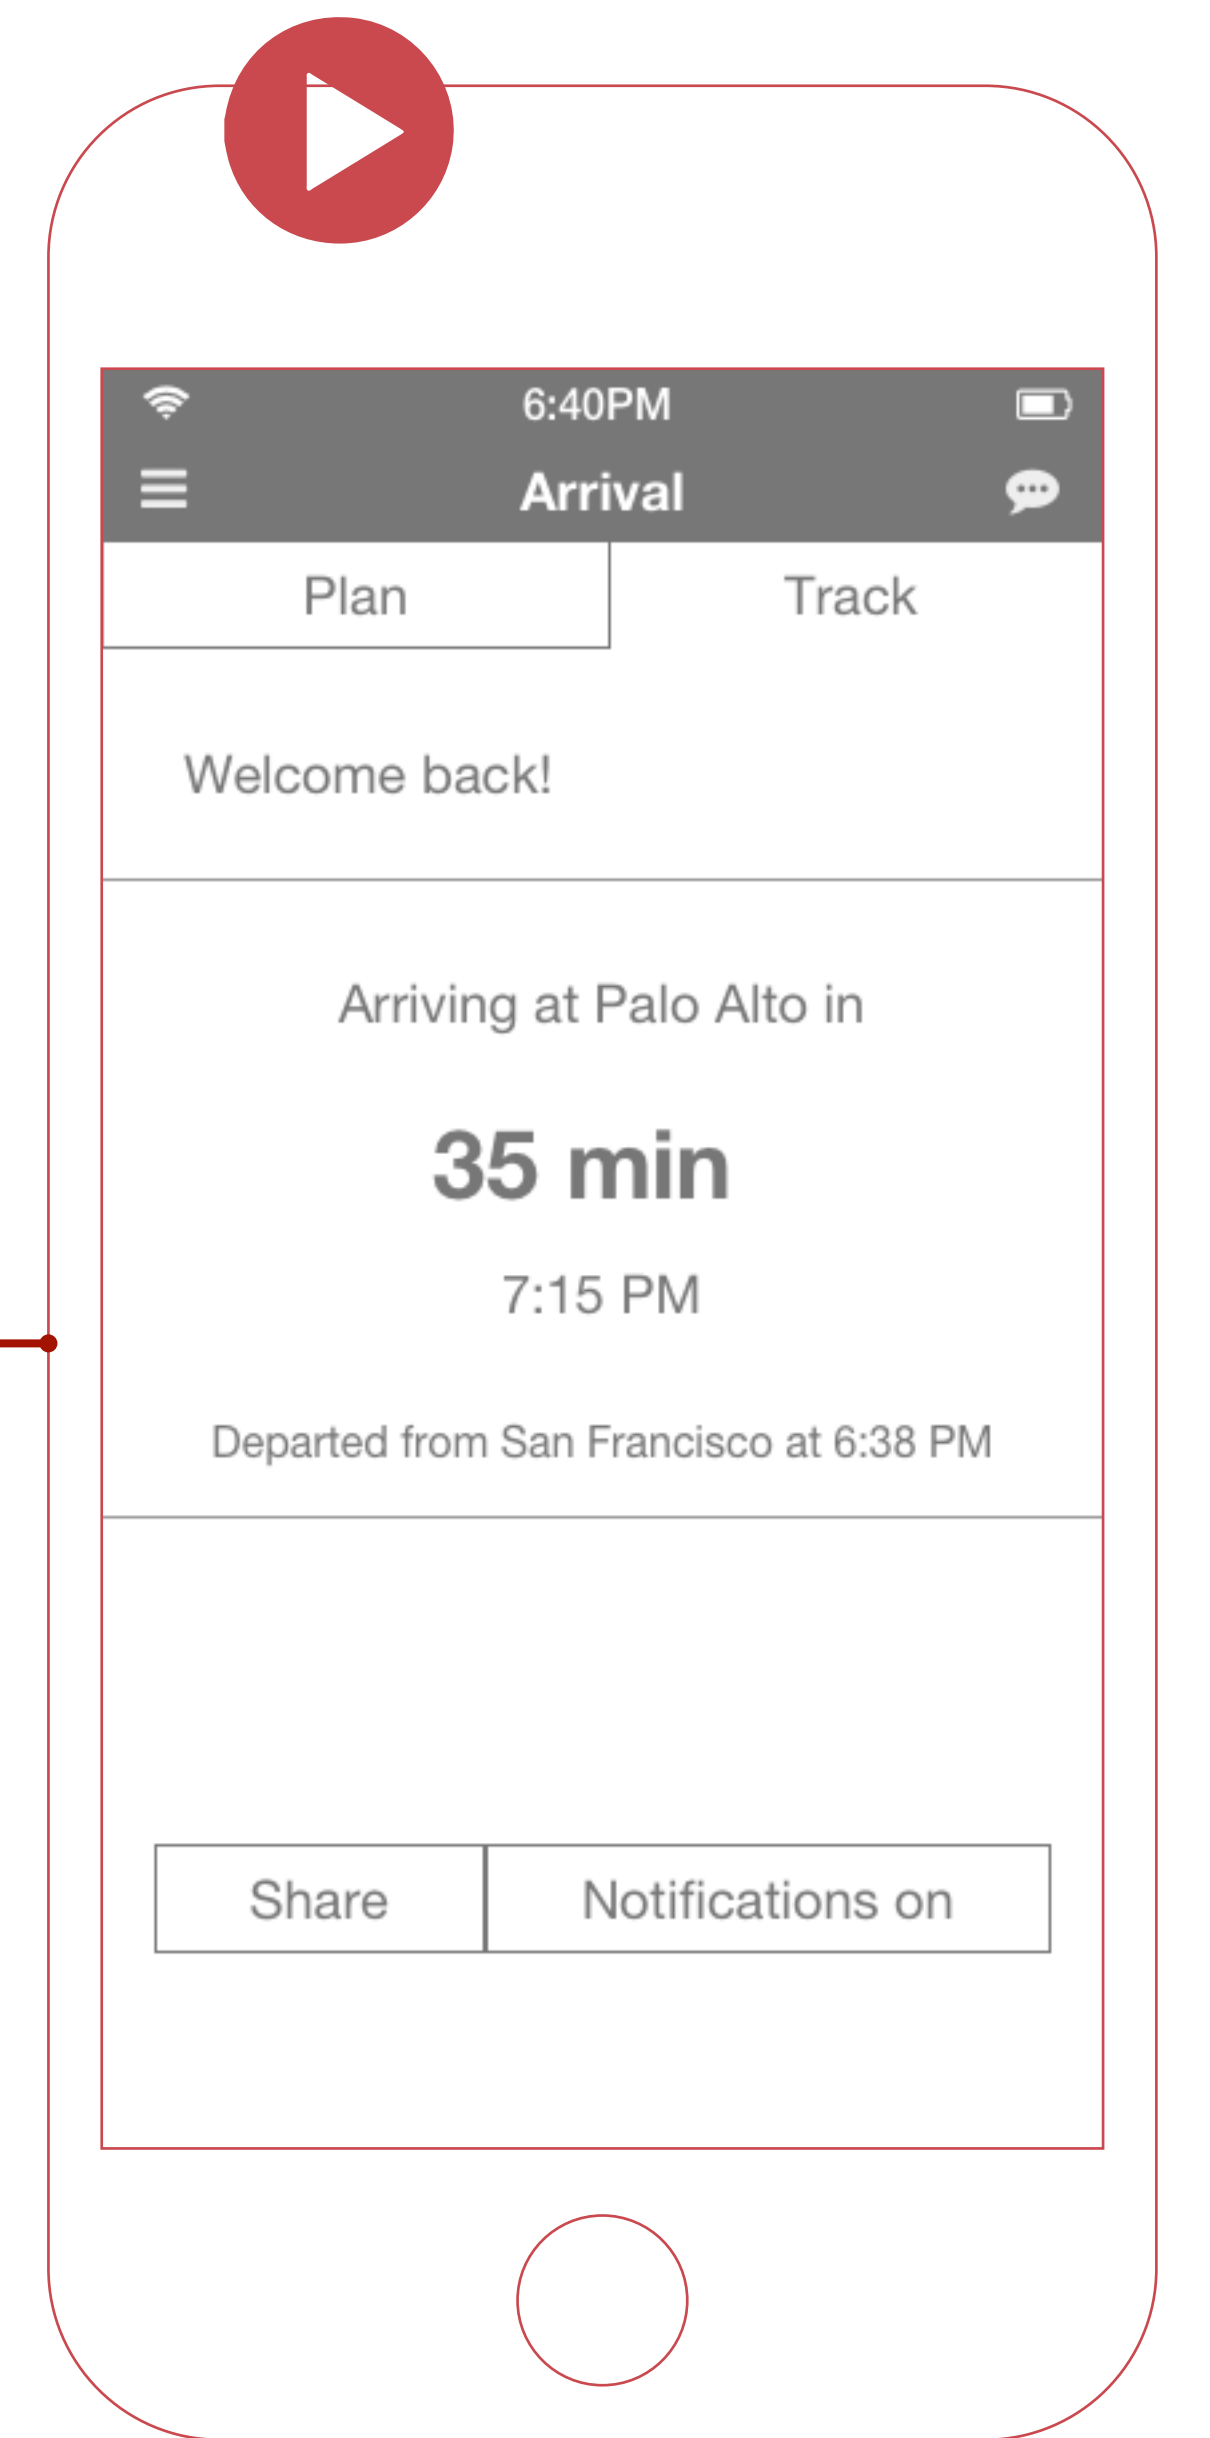 6:40PM
Arrival
Plan
Track
Welcome back!
Arriving at Palo Alto in
35 min
7:15 PM
Departed from San Francisco at 6:38 PM
Share
Notifications on